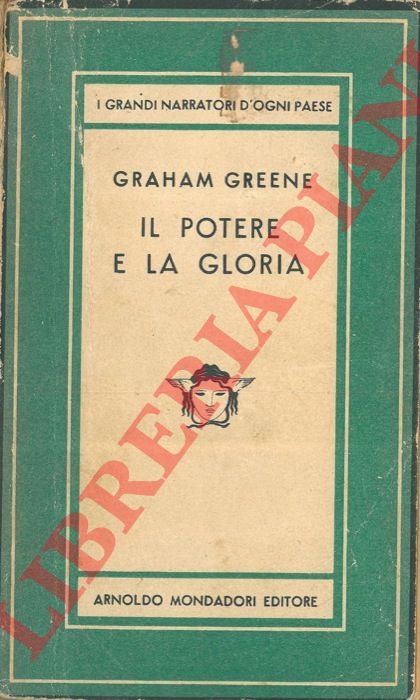 I GRANDI NARRATORI D'OGNI PAESE
GRAHAM GREENE
IL POTERE
E LA GLORIA
ARNOLDO MONDADORI EDITORE
LIBRERIA PIANI